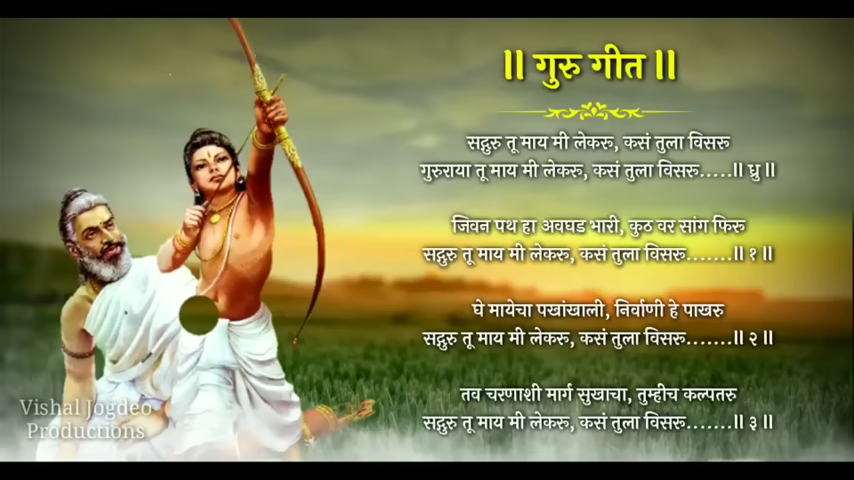 ॥ गुरु गीत ॥
सद्गुरु तू माय मी लेकरू, कसं तुला विसरू
गुरुराया तू माय मी लेकरू, कसं तुला विसरू.....॥ ध्रु ॥
जिवन पथ हा अवघड भारी, कुठ वर सांग फिरू
सद्गुरु तू माय मी लेकरू, कसं तुला विसरू.......॥ १ ॥
घे मायेचा पखांखाली, निर्वाणी हे पाखरु
सद्गुरु तू माय मी लेकरू, कसं तुला विसरू.......॥ २ ॥
तव चरणाशी मार्ग सुखाचा, तुम्हीच कल्पतरु
सद्गुरु तू माय मी लेकरू, कसं तुला विसरू.......॥ ३ ॥
Vishal Jogdeo
Productions